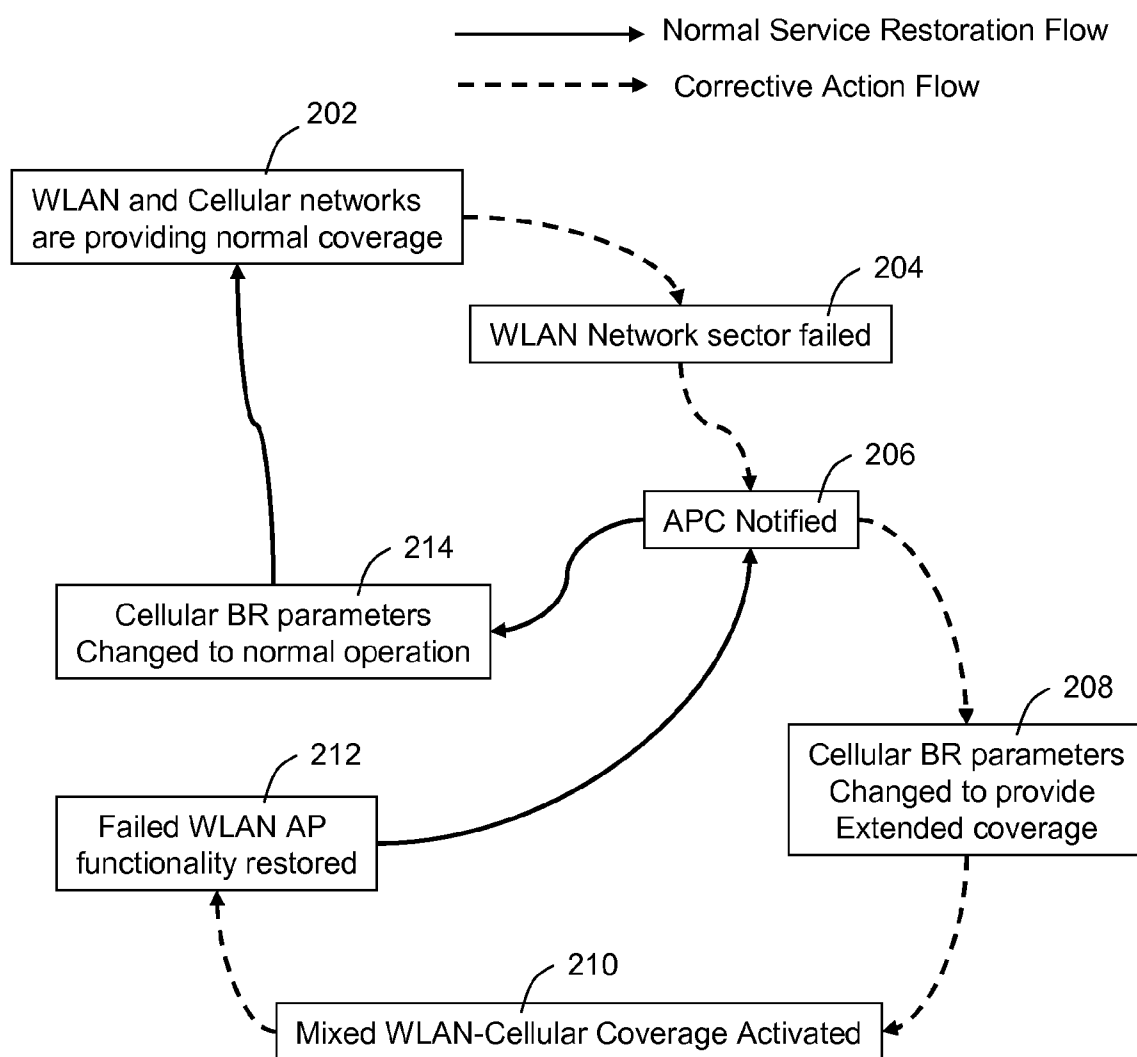 Normal Service Restoration Flow
Corrective Action Flow
202
WLAN and Cellular networks
are providing normal coverage
204
WLAN Network sector failed
206
APC Notified
214
Cellular BR parameters
Changed to normal operation
208
Cellular BR parameters
Changed to provide
Extended coverage
212
Failed WLAN AP
functionality restored
210
Mixed WLAN-Cellular Coverage Activated